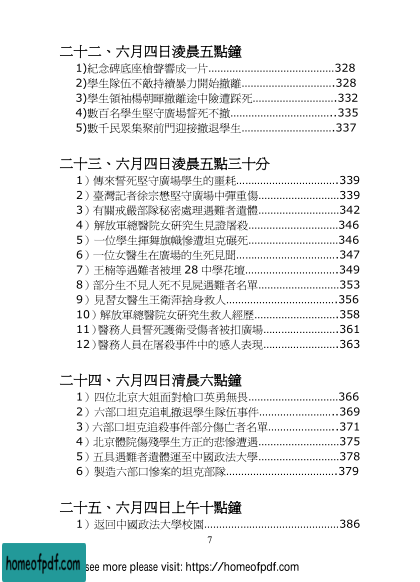 二十二、六月四日淩晨五點鐘
1)紀念碑底座槍聲響成一片……………………………………328
2)學生隊伍不敵持續暴力開始撤離………………………….328
3)學生領袖楊朝暉撤離途中險遭踩死……………………….332
4)數百名學生堅守廣場誓死不撤……………………………..335
5)數千民眾集聚前門迎接撤退學生………………………….337
二十三、六月四日淩晨五點三十分
1）傳來誓死堅守廣場學生的噩耗…………………………….339
2）臺灣記者徐宗懋堅守廣場中彈重傷………………………339
3）有關戒嚴部隊秘密處理遇難者遺體………………………342
4）解放軍總醫院女研究生見證屠殺…………………………346
5）一位學生揮舞旗幟慘遭坦克碾死…………………………346
6）一位女醫生在廣場的生死見聞…………………………….347
7）王楠等遇難者被埋 28 中學花壇…………………………..349
8）部分生不見人死不見屍遇難者名單………………………353
9）見習女醫生王衛萍捨身救人……………………………….356
10）解放軍總醫院女研究生救人經歷……………………….358
11)醫務人員誓死護衛受傷者被扣廣場……………………..361
12）醫務人員在屠殺事件中的感人表現…………………….363
二十四、六月四日清晨六點鐘
1）四位北京大姐面對槍口英勇無畏…………………………366
2）六部口坦克追軋撤退學生隊伍事件……………………..369
3）六部口坦克追殺事件部分傷亡者名單…………………..371
4）北京體院傷殘學生方正的悲慘遭遇………………………375
5）五具遇難者遺體運至中國政法大學………………………378
6）製造六部口慘案的坦克部隊……………………………….379
二十五、六月四日上午十點鐘
1）返回中國政法大學校園………………………………………386
7
homeofpdf.com
see more please visit: https://homeofpdf.com